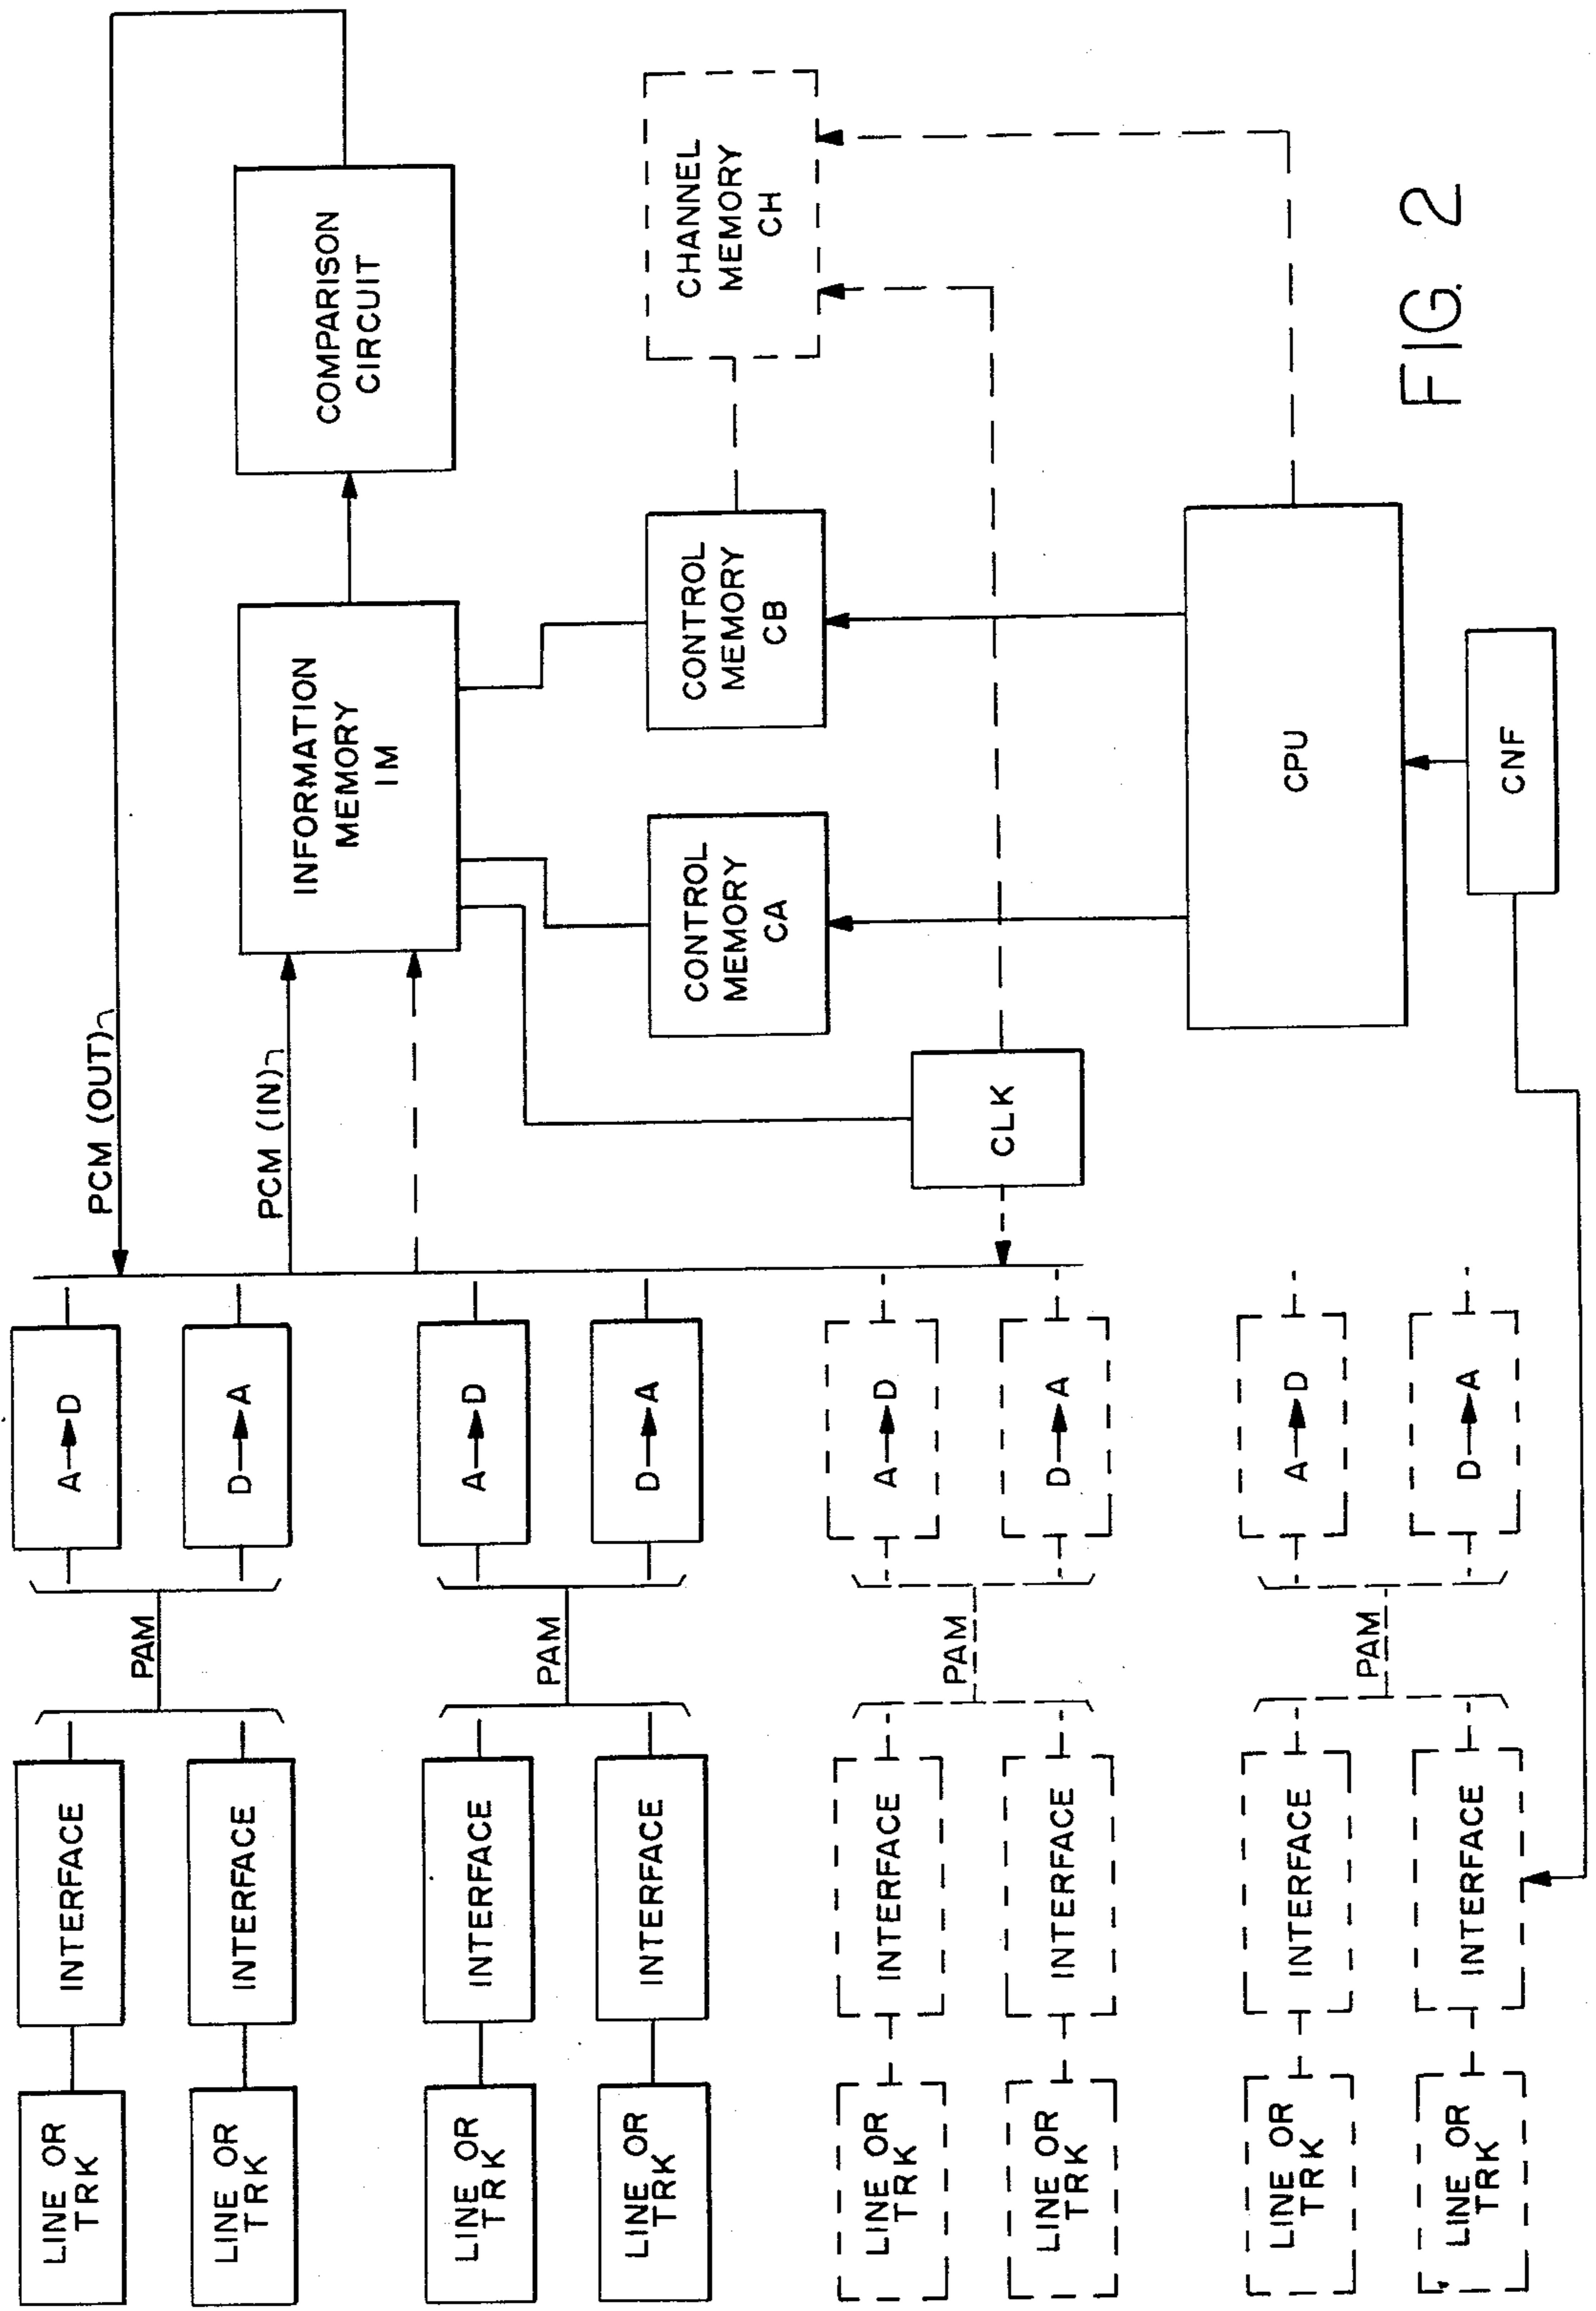 LINE OR
TRK
INTERFACE
PAM
A→D
PCM (OUT)
LINE OR
TRK
INTERFACE
D→A
PCM (IN)
INFORMATION
MEMORY
IM
COMPARISON
CIRCUIT
LINE OR
TRK
INTERFACE
PAM
A→D
LINE OR
TRK
INTERFACE
D→A
CONTROL
MEMORY
CA
CONTROL
MEMORY
CB
CHANNEL
MEMORY
CH
LINE OR
TRK
INTERFACE
PAM
A→D
CLK
LINE OR
TRK
INTERFACE
D→A
LINE OR
TRK
INTERFACE
PAM
A→D
CPU
LINE OR
TRK
INTERFACE
D→A
CNF
FIG. 2